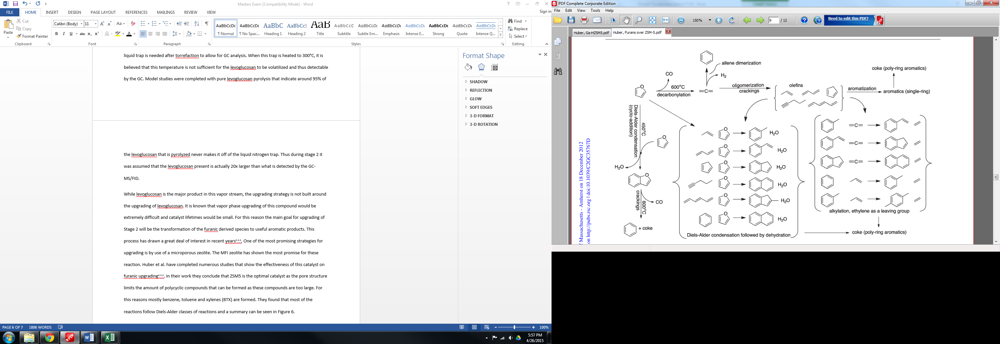 Masters Exam [Compatibility Mode] - Word
Sign in
FILE HOME INSERT DESIGN PAGE LAYOUT REFERENCES MAILINGS REVIEW VIEW
Paste
Cut
Copy
Format Painter
Clipboard
Calibri (Body) 11
Font
Paragraph
AaBbCcDc AaBbCcDc AaBbC AaBbCcl AaB AaBbCcD AaBbCcDc AaBbCcDc AaBbCcDc AaBbCcDc AaBbCcDc AaBbCcDc
¶ Normal ¶ No Spac... Heading 1 Heading 2 Title Subtitle Subtle Em... Emphasis Intense E... Strong Quote Intense Q...
Styles
Find
Replace
Select
Editing
liquid trap is needed after torrefaction to allow for GC analysis. When this trap is heated to 300°C, it is
believed that this temperature is not sufficient for the levoglucosan to be volatilized and thus detectable
by the GC. Model studies were completed with pure levoglucosan pyrolysis that indicate around 95% of
the levoglucosan that is pyrolyzed never makes it off of the liquid nitrogen trap. Thus during stage 2 it
was assumed that the levoglucosan present is actually 20x larger than what is detected by the GC-
MS/FID.
While levoglucosan is the major product in this vapor stream, the upgrading strategy is not built around
the upgrading of levoglucosan. It is known that vapor phase upgrading of this compound would be
extremely difficult and catalyst lifetimes would be small. For this reason the main goal for upgrading of
Stage 2 will be the transformation of the furanic derived species to useful aromatic products. This
process has drawn a great deal of interest in recent years x,x,x. One of the most promising strategies for
upgrading is by use of a microporous zeolite. The MFI zeolite has shown the most promise for these
reaction. Huber et al. have completed numerous studies that show the effectiveness of this catalyst on
furanic upgrading x,x,x. In their work they conclude that ZSM5 is the optimal catalyst as the pore structure
limits the amount of polycyclic compounds that can be formed as these compounds are too large. For
this reasons mostly benzene, toluene and xylenes (BTX) are formed. They found that most of the
reactions follow Diels-Alder classes of reactions and a summary can be seen in Figure 6.
Format Shape
SHADOW
REFLECTION
GLOW
SOFT EDGES
3-D FORMAT
3-D ROTATION
PAGE 6 OF 7 1806 WORDS
100%
5:57 PM
4/26/2015
PDF Complete Corporate Edition
File Edit View Tools Help
150% 9 / 12 Need to edit this PDF?
Huber, Ga-HZSM5.pdf Huber, Furans over ZSM-5.pdf
allene dimerization
H₂
CO
600°C
decarbonylation
=C=
oligomerization
crackings
olefins
aromatization
aromatics (single-ring)
coke (poly-ring aromatics)
O
Diels-Alder condensation
(cyclo-addition)
450°C
O
H₂O
O
crackings
600°C
CO
+ coke
O H₂O
O H₂O
O H₂O
O H₂O
O H₂O
O H₂O
Diels-Alder condensation followed by dehydration
=C=
=C=
=C=
alkylation, ethylene as a leaving group
coke (poly-ring aromatics)
f Massachusetts - Amherst on 18 December 2012
on http://pubs.rsc.org | doi:10.1039/C2GC35767D